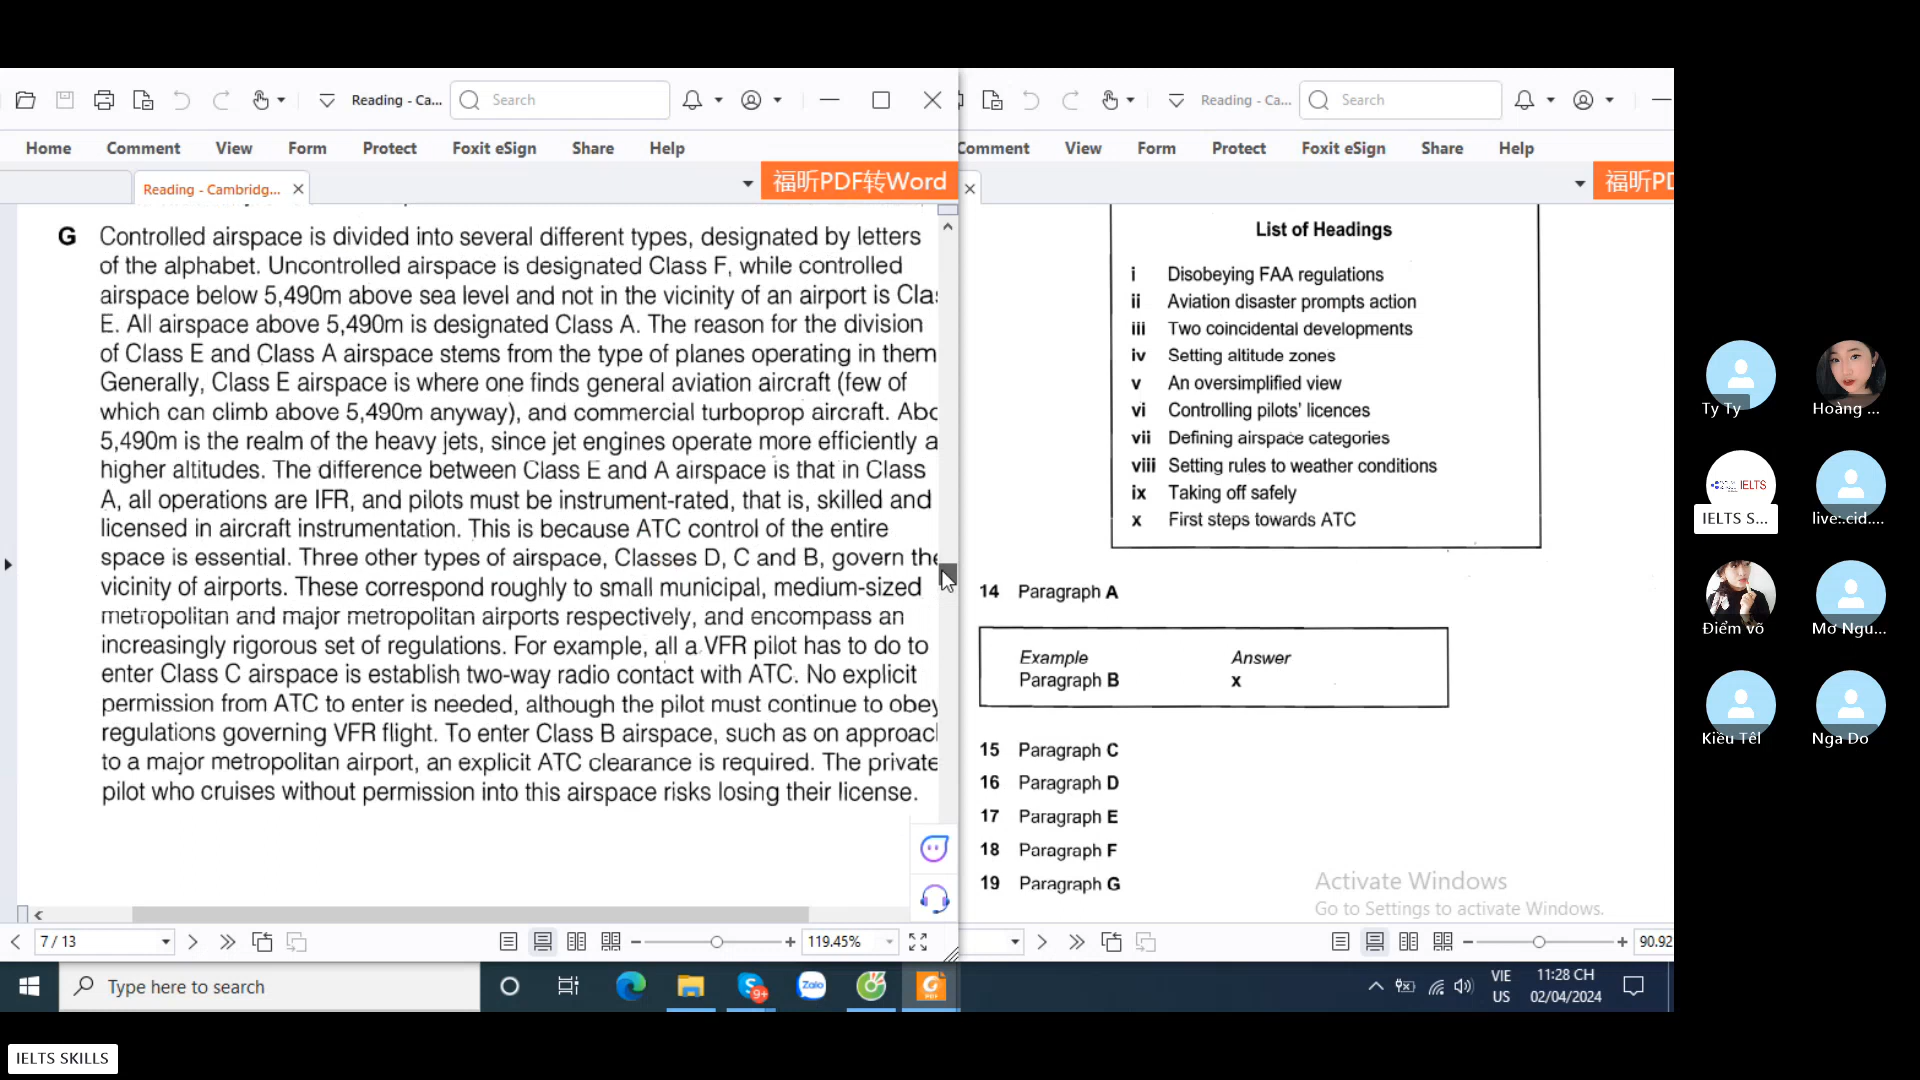 Reading - Ca...
Search
Home Comment View Form Protect Foxit eSign Share Help
Reading - Cambridg...
福昕PDF转Word
G Controlled airspace is divided into several different types, designated by letters
of the alphabet. Uncontrolled airspace is designated Class F, while controlled
airspace below 5,490m above sea level and not in the vicinity of an airport is Clas
E. All airspace above 5,490m is designated Class A. The reason for the division
of Class E and Class A airspace stems from the type of planes operating in them
Generally, Class E airspace is where one finds general aviation aircraft (few of
which can climb above 5,490m anyway), and commercial turboprop aircraft. Abo
5,490m is the realm of the heavy jets, since jet engines operate more efficiently a
higher altitudes. The difference between Class E and A airspace is that in Class
A, all operations are IFR, and pilots must be instrument-rated, that is, skilled and
licensed in aircraft instrumentation. This is because ATC control of the entire
space is essential. Three other types of airspace, Classes D, C and B, govern the
vicinity of airports. These correspond roughly to small municipal, medium-sized
metropolitan and major metropolitan airports respectively, and encompass an
increasingly rigorous set of regulations. For example, all a VFR pilot has to do to
enter Class C airspace is establish two-way radio contact with ATC. No explicit
permission from ATC to enter is needed, although the pilot must continue to obey
regulations governing VFR flight. To enter Class B airspace, such as on approac
to a major metropolitan airport, an explicit ATC clearance is required. The private
pilot who cruises without permission into this airspace risks losing their license.
7 / 13
119.45%
Reading - Ca...
Search
Comment View Form Protect Foxit eSign Share Help
福昕PD
List of Headings
i Disobeying FAA regulations
ii Aviation disaster prompts action
iii Two coincidental developments
iv Setting altitude zones
v An oversimplified view
vi Controlling pilots' licences
vii Defining airspace categories
viii Setting rules to weather conditions
ix Taking off safely
x First steps towards ATC
14 Paragraph A
Example Answer
Paragraph B x
15 Paragraph C
16 Paragraph D
17 Paragraph E
18 Paragraph F
19 Paragraph G
Activate Windows
Go to Settings to activate Windows.
90.92
Type here to search
9+
Zalo
PDF
VIE
US
11:28 CH
02/04/2024
Ty Ty
Hoàng ...
IELTS
IELTS S...
live:.cid....
Điểm võ
Mơ Ngu...
Kiều Têl
Nga Do
IELTS SKILLS